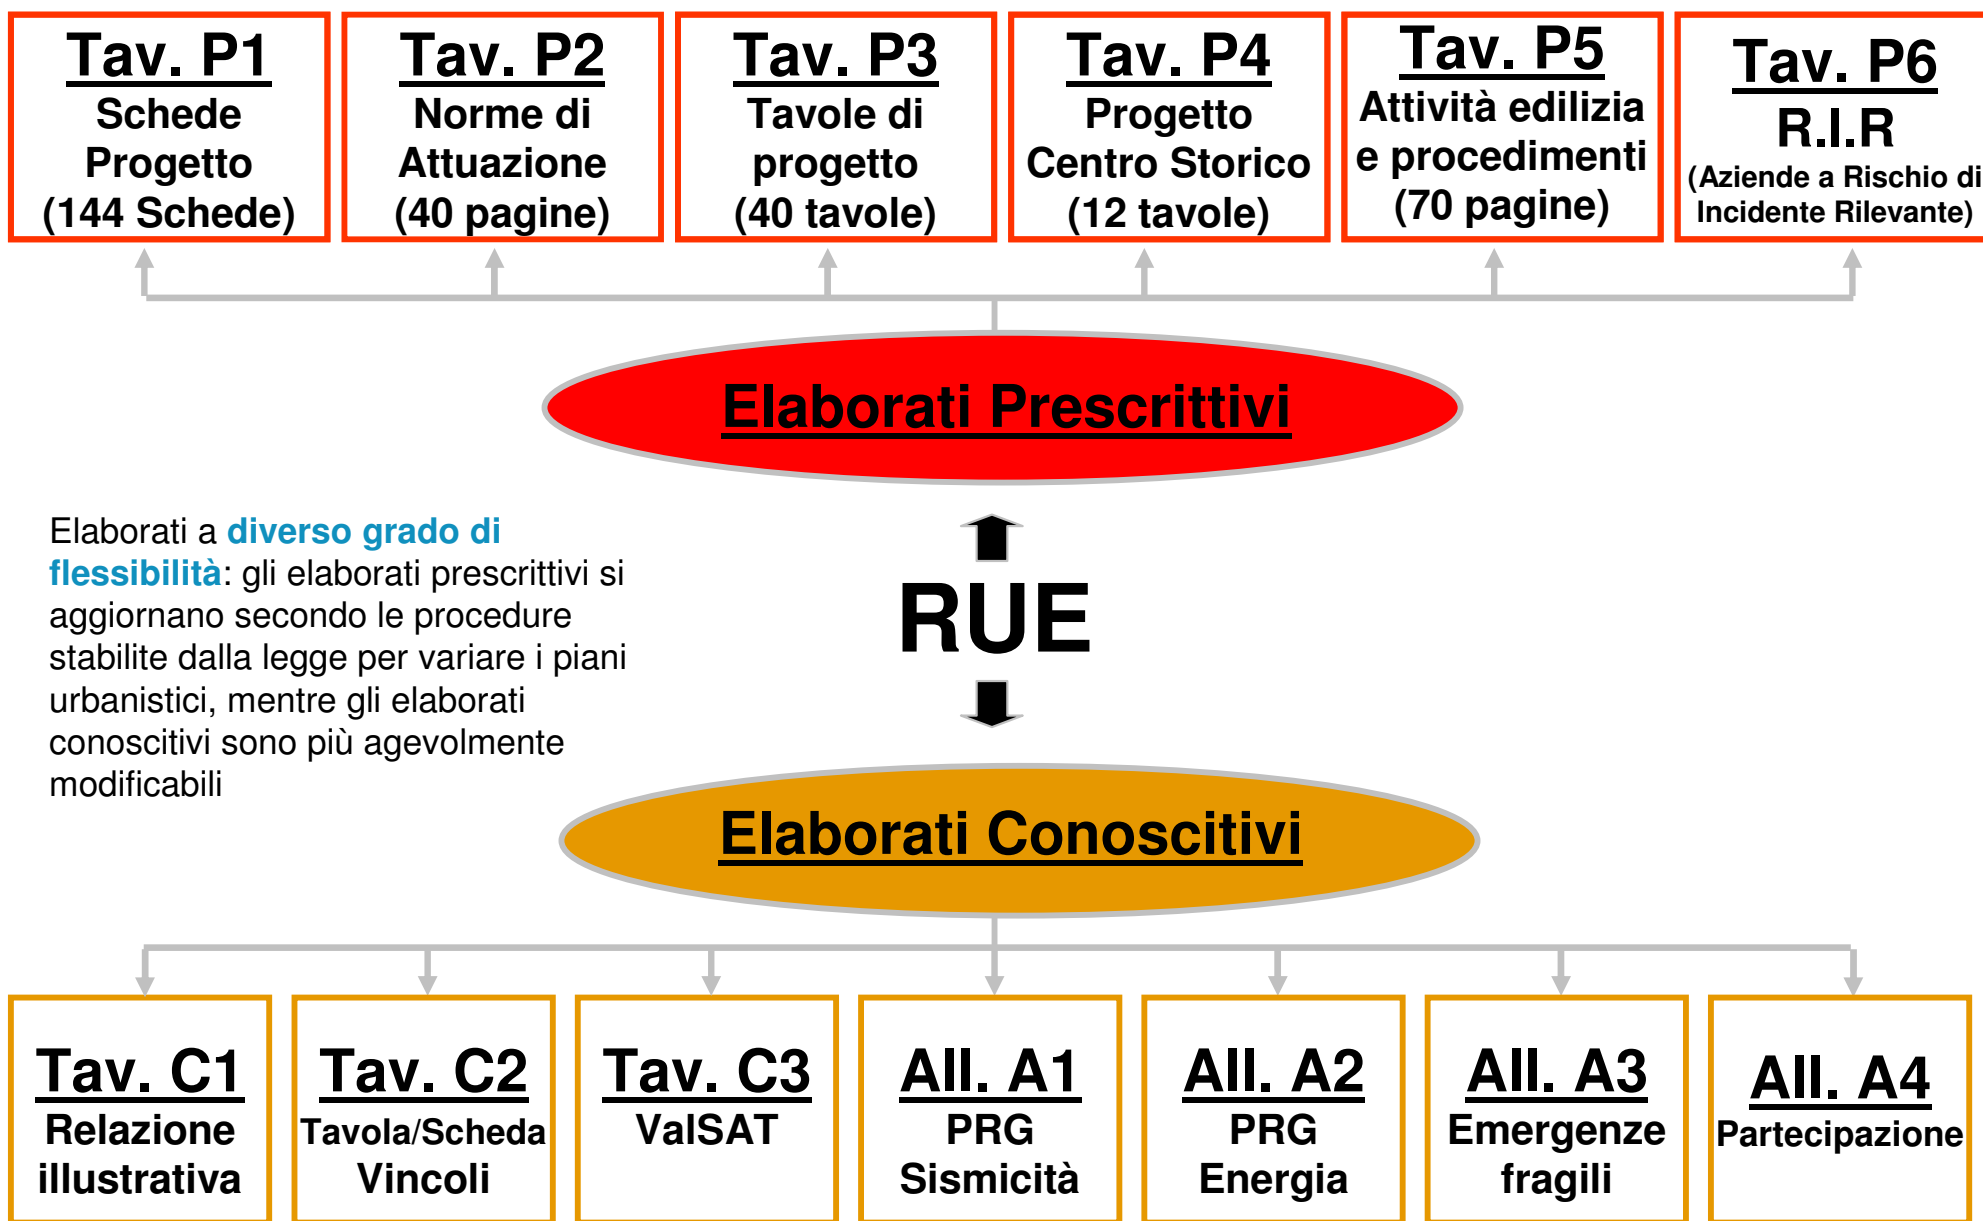 Tav. P1
Schede
Progetto
(144 Schede)
Tav. P2
Norme di
Attuazione
(40 pagine)
Tav. P3
Tavole di
progetto
(40 tavole)
Tav. P4
Progetto
Centro Storico
(12 tavole)
Tav. P5
Attività edilizia
e procedimenti
(70 pagine)
Tav. P6
R.I.R
(Aziende a Rischio di
Incidente Rilevante)
Elaborati Prescrittivi
Elaborati a diverso grado di
flessibilità: gli elaborati prescrittivi si
aggiornano secondo le procedure
stabilite dalla legge per variare i piani
urbanistici, mentre gli elaborati
conoscitivi sono più agevolmente
modificabili
RUE
Elaborati Conoscitivi
Tav. C1
Relazione
illustrativa
Tav. C2
Tavola/Scheda
Vincoli
Tav. C3
ValSAT
All. A1
PRG
Sismicità
All. A2
PRG
Energia
All. A3
Emergenze
fragili
All. A4
Partecipazione